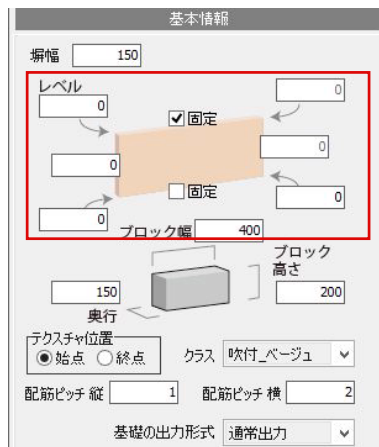 基本情報
塀幅 150
レベル
0 0
☑固定
0 0
☐固定
0 0
ブロック幅 400
ブロック
高さ
150 200
奥行
テクスチャ位置
◉始点 ○終点 クラス 吹付_ベージュ
配筋ピッチ 縦 1 配筋ピッチ 横 2
基礎の出力形式 通常出力